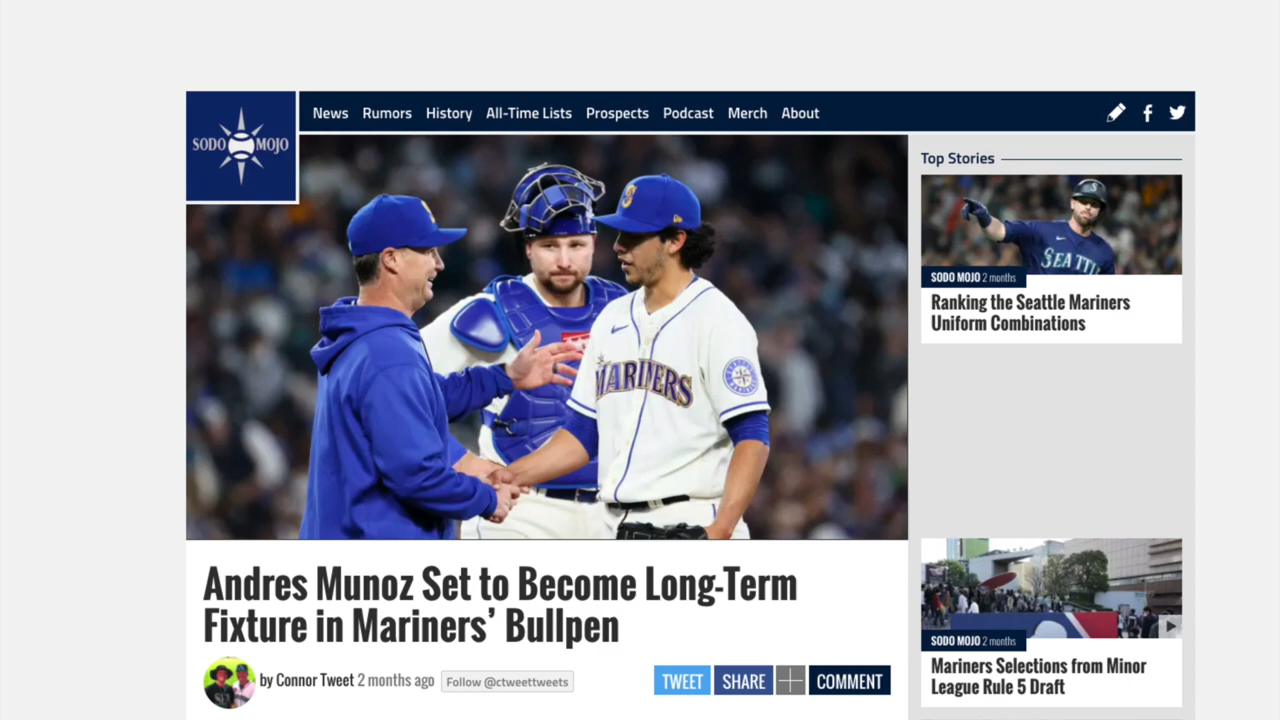 SODO MOJO
News Rumors History All-Time Lists Prospects Podcast Merch About
Top Stories
S
MARINERS
SEATTLE
SODO MOJO 2 months
Ranking the Seattle Mariners
Uniform Combinations
Andres Munoz Set to Become Long-Term
Fixture in Mariners’ Bullpen
by Connor Tweet 2 months ago
Follow @ctweettweets
TWEET
SHARE
COMMENT
SODO MOJO 2 months
Mariners Selections from Minor
League Rule 5 Draft